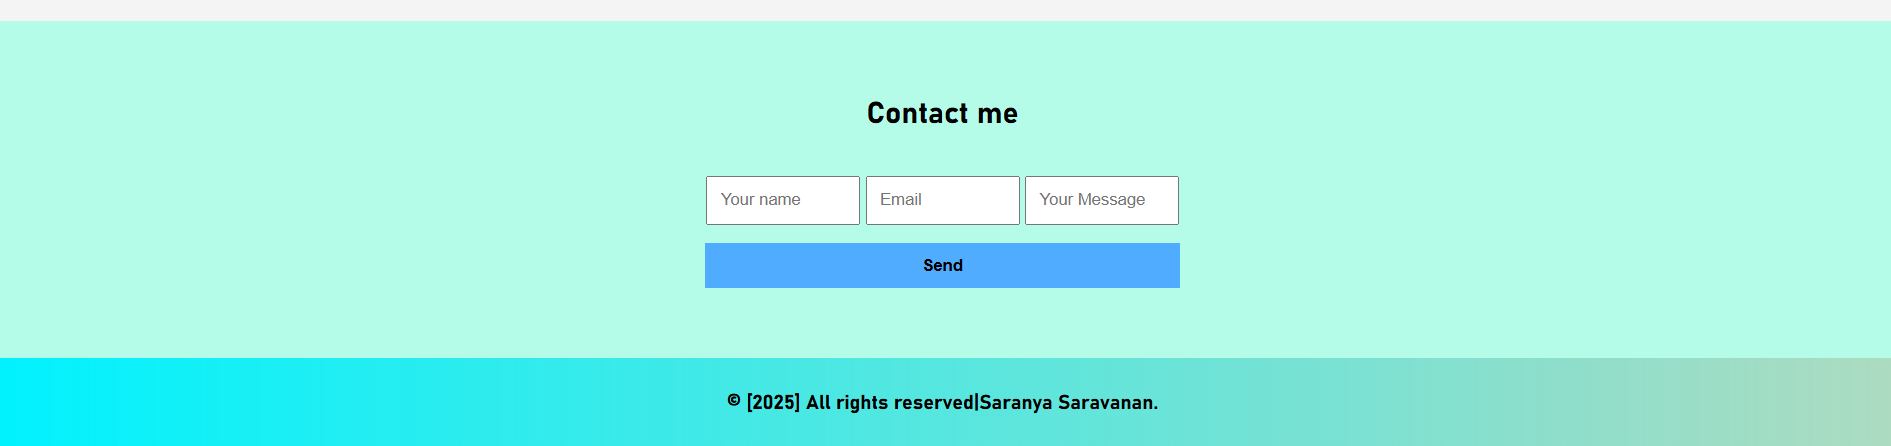 Contact me
Your name Email Your Message
Send
© [2025] All rights reserved|Saranya Saravanan.